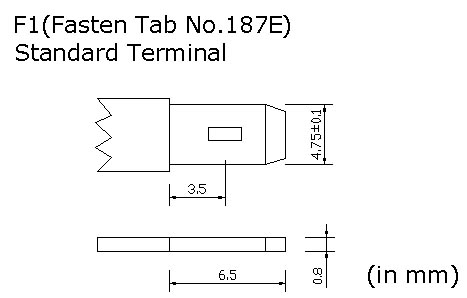 F1(Fasten Tab No.187E)
Standard Terminal
4.75±0.1
3.5
6.5
0.8
(in mm)